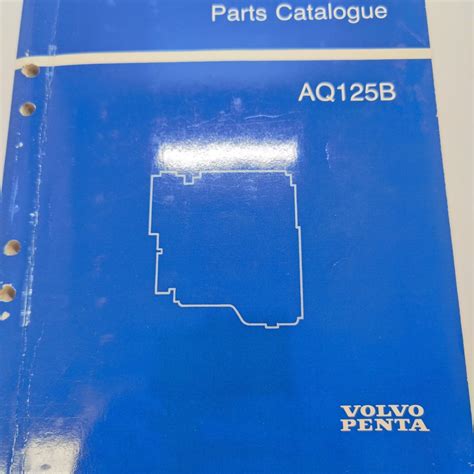 Parts Catalogue
AQ125B
VOLVO
PENTA